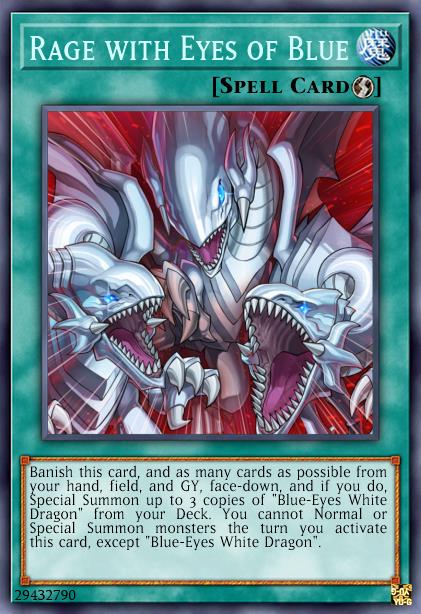 RAGE WITH EYES OF BLUE
魔
[SPELL CARD]
Banish this card, and as many cards as possible from
your hand, field, and GY, face-down, and if you do,
Special Summon up to 3 copies of "Blue-Eyes White
Dragon" from your Deck. You cannot Normal or
Special Summon monsters the turn you activate
this card, except "Blue-Eyes White Dragon".
29432790